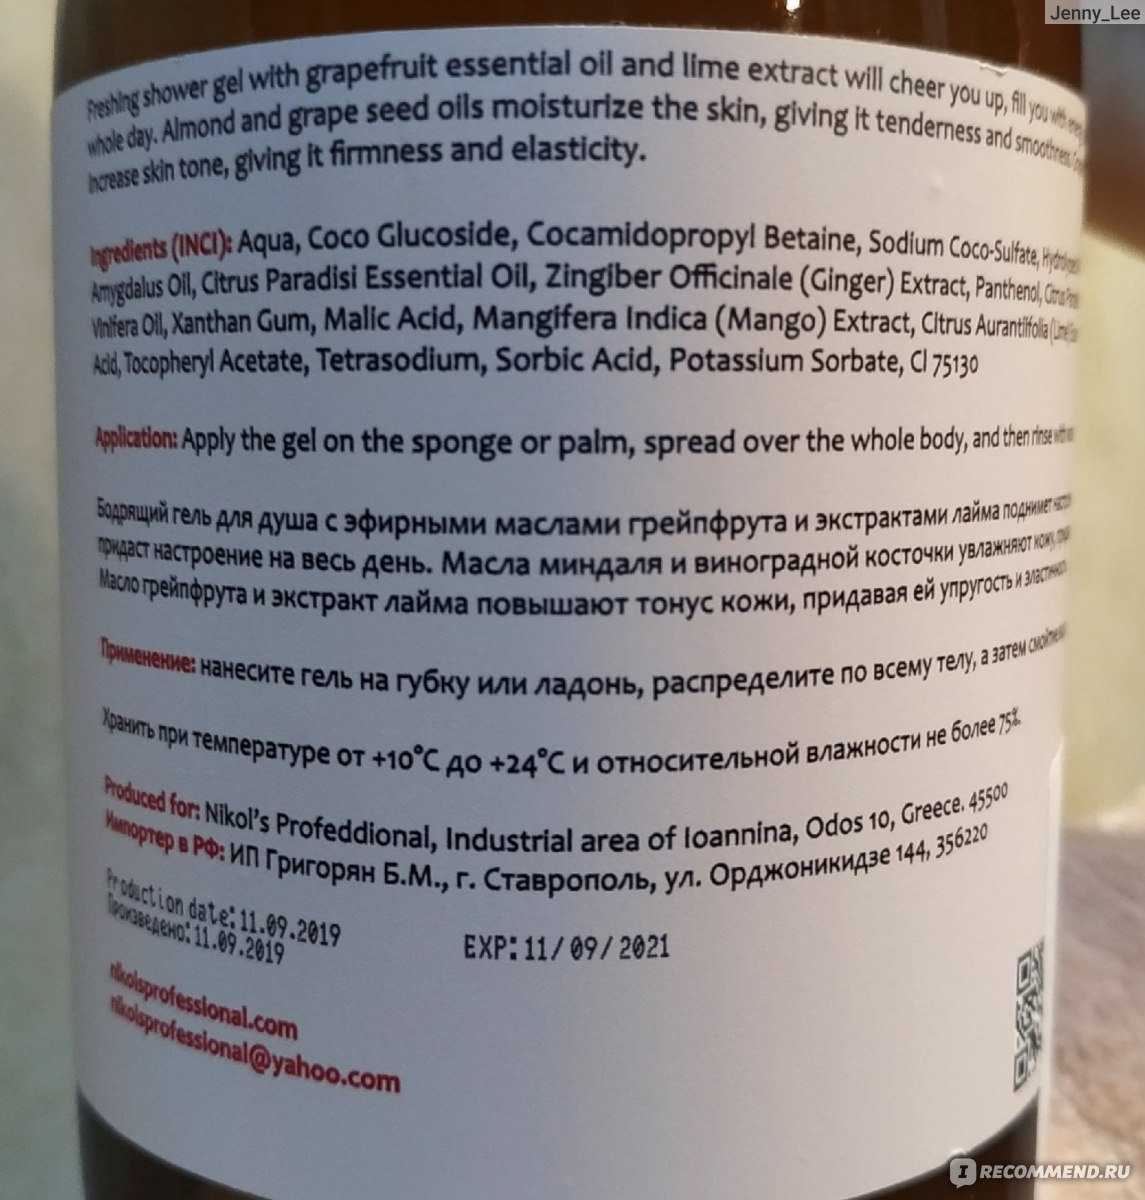 Jenny_Lee
Freshing shower gel with grapefruit essential oil and lime extract will cheer you up, fill you with
whole day. Almond and grape seed oils moisturize the skin, giving it tenderness and smoothness.
Increase skin tone, giving it firmness and elasticity.
Ingredients (INCI): Aqua, Coco Glucoside, Cocamidopropyl Betaine, Sodium Coco-Sulfate,
Amygdalus Oil, Citrus Paradisi Essential Oil, Zingiber Officinale (Ginger) Extract, Panthenol, Citrus
Vinifera Oil, Xanthan Gum, Malic Acid, Mangifera Indica (Mango) Extract, Citrus Aurantiifolia (Lime)
Acid, Tocopheryl Acetate, Tetrasodium, Sorbic Acid, Potassium Sorbate, Cl 75130
Application: Apply the gel on the sponge or palm, spread over the whole body, and then rinse with
Бодрящий гель для душа с эфирными маслами грейпфрута и экстрактами лайма поднимет
придаст настроение на весь день. Масла миндаля и виноградной косточки увлажняют кожу,
Масло грейпфрута и экстракт лайма повышают тонус кожи, придавая ей упругость и
Применение: нанесите гель на губку или ладонь, распределите по всему телу, а затем смойте
Хранить при температуре от +10°C до +24°C и относительной влажности не более 75%.
Produced for: Nikol's Profeddional, Industrial area of Ioannina, Odos 10, Greece. 45500
Импортер в РФ: ИП Григорян Б.М., г. Ставрополь, ул. Орджоникидзе 144, 356220
Production date: 11.09.2019
Произведено: 11.09.2019
EXP: 11/ 09/ 2021
nikolsprofessional.com
nikolsprofessional@yahoo.com
I RECOMMEND.RU